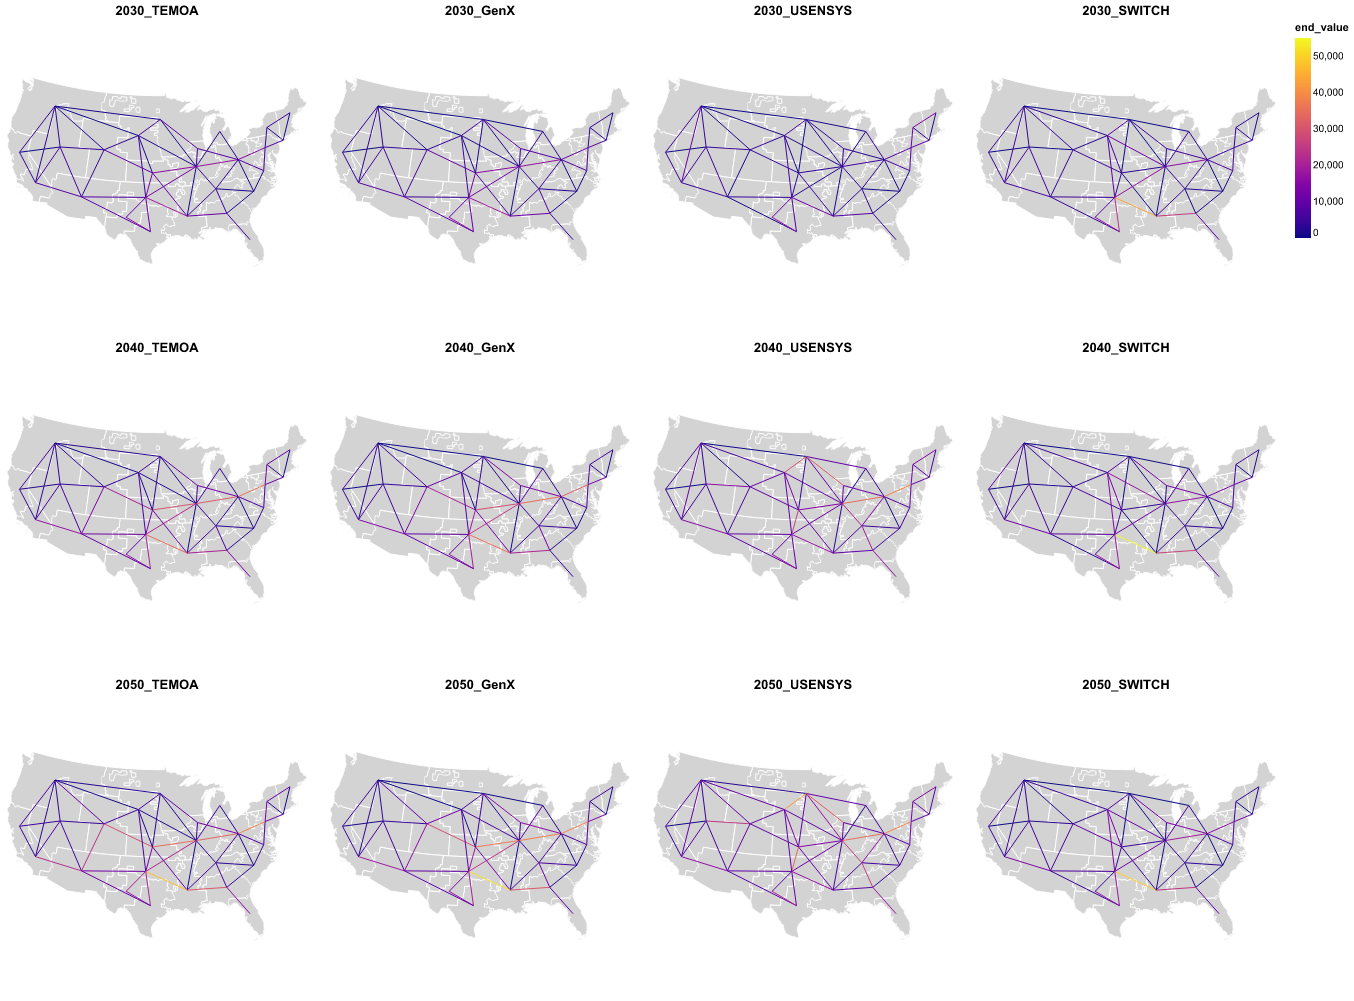 2030_TEMOA
2030_GenX
2030_USENSYS
2030_SWITCH
end_value
50,000
40,000
30,000
20,000
10,000
0
2040_TEMOA
2040_GenX
2040_USENSYS
2040_SWITCH
2050_TEMOA
2050_GenX
2050_USENSYS
2050_SWITCH